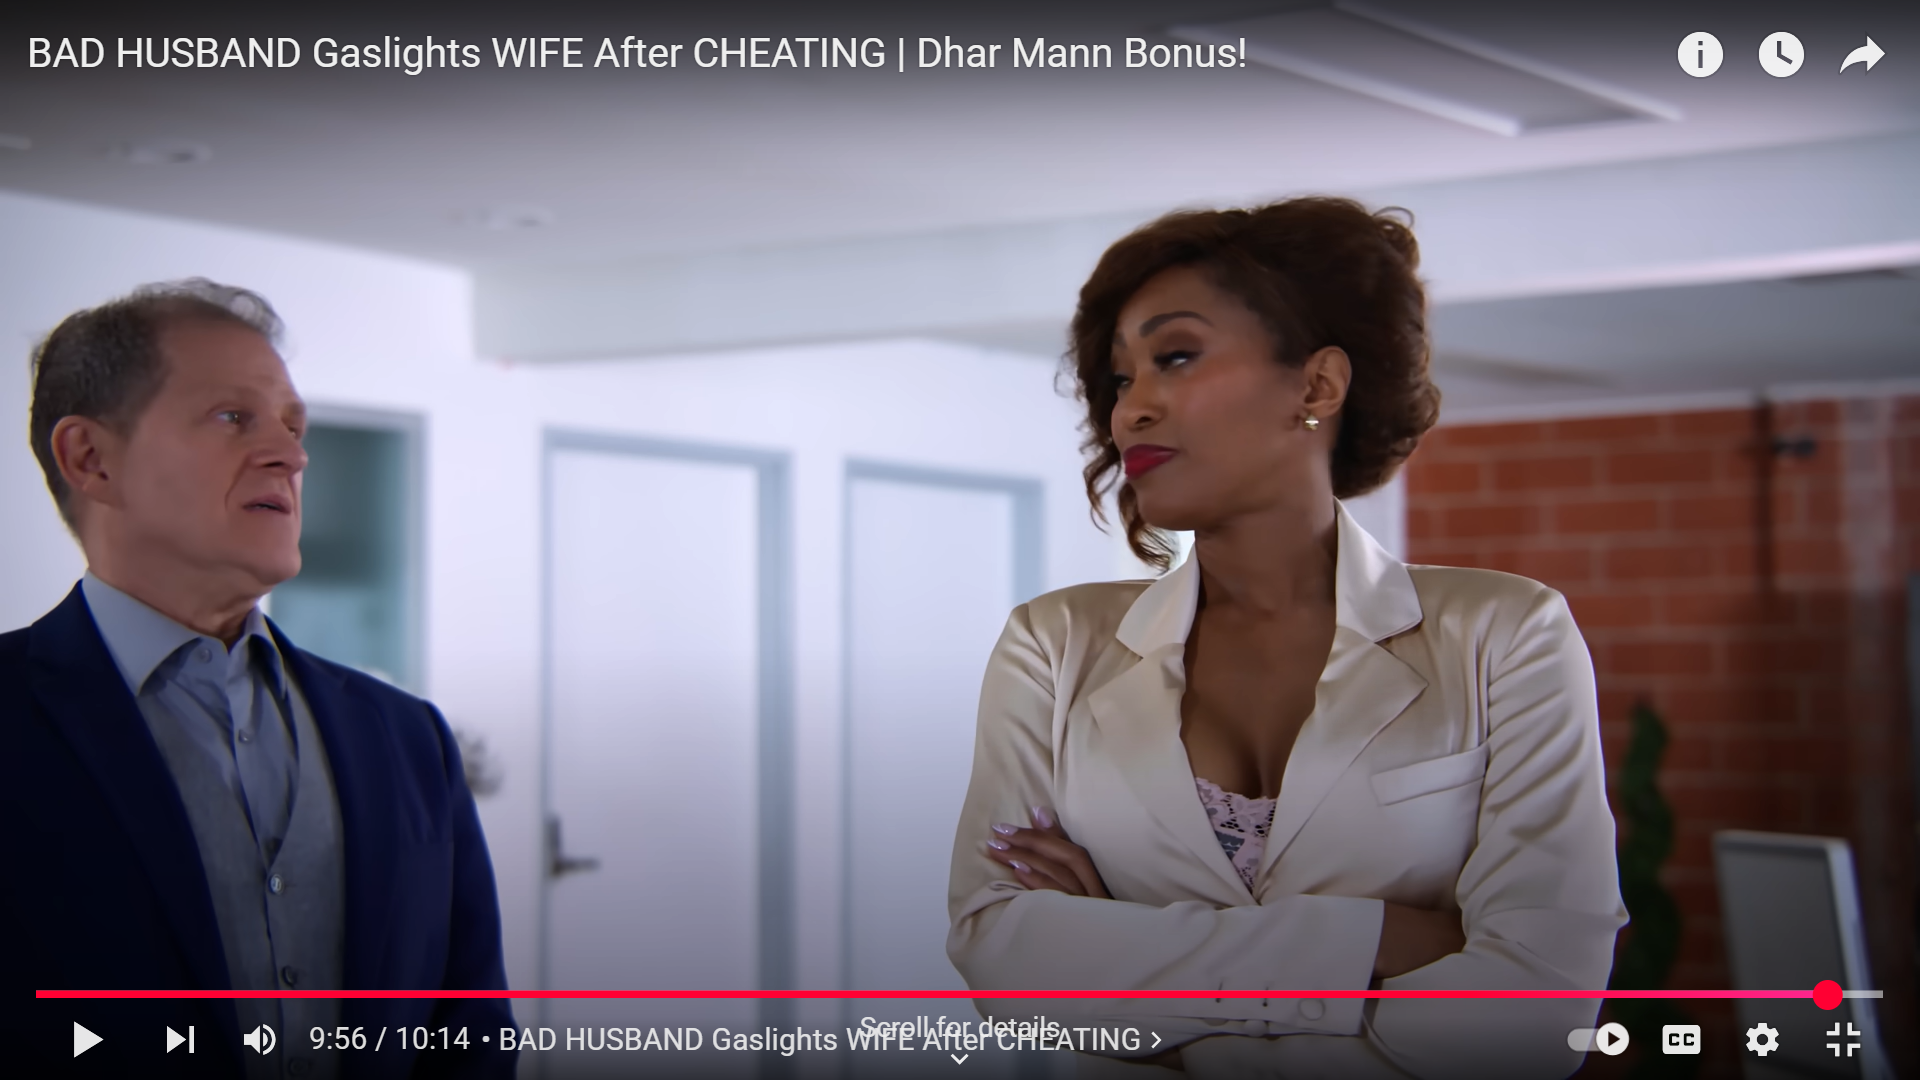 BAD HUSBAND Gaslights WIFE After CHEATING | Dhar Mann Bonus!
Scroll for details
9:56 / 10:14 • BAD HUSBAND Gaslights WIFE After CHEATING
CC